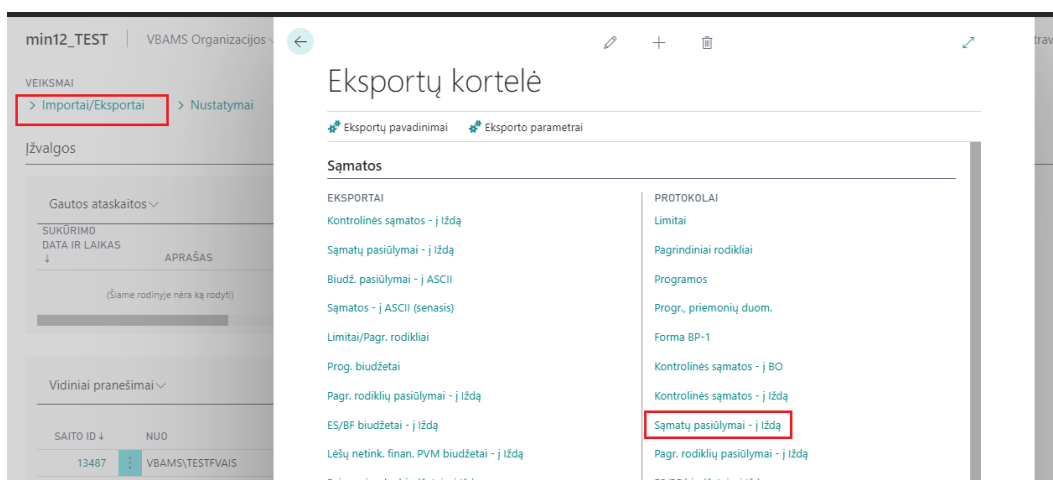 min12_TEST
VBAMS Organizacijos
VEIKSMAI
> Importai/Eksportai
> Nustatymai
Įžvalgos
Gautos ataskaitos
SUKŪRIMO
DATA IR LAIKAS
↓
APRAŠAS
(Šiame rodinyje nėra ką rodyti)
Vidiniai pranešimai
SAITO ID ↓
NUO
13487
VBAMS\TESTFVAIS
Eksportų kortelė
Eksportų pavadinimai
Eksporto parametrai
Sąmatos
EKSPORTAI
Kontrolinės sąmatos - į Iždą
Sąmatų pasiūlymai - į Iždą
Biudž. pasiūlymai - į ASCII
Sąmatos - į ASCII (senasis)
Limitai/Pagr. rodikliai
Prog. biudžetai
Pagr. rodiklių pasiūlymai - į Iždą
ES/BF biudžetai - į Iždą
Lėšų netink. finan. PVM biudžetai - į Iždą
PROTOKOLAI
Limitai
Pagrindiniai rodikliai
Programos
Progr., priemonių duom.
Forma BP-1
Kontrolinės sąmatos - į BO
Kontrolinės sąmatos - į Iždą
Sąmatų pasiūlymai - į Iždą
Pagr. rodiklių pasiūlymai - į Iždą